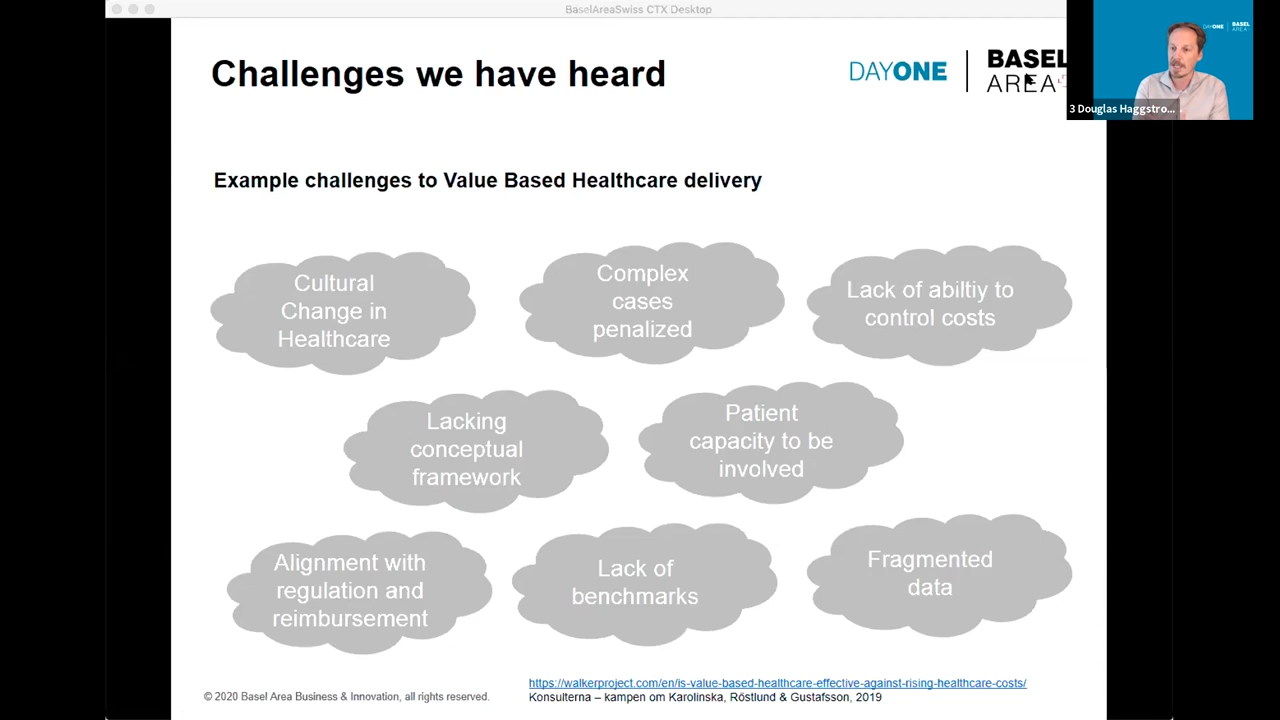 BaselAreaSwiss CTX Desktop
Challenges we have heard
DAYONE
BASEL
AREA
DAYONE
BASEL
AREA
3 Douglas Haggstro...
Example challenges to Value Based Healthcare delivery
Cultural
Change in
Healthcare
Complex
cases
penalized
Lack of abiltiy to
control costs
Lacking
conceptual
framework
Patient
capacity to be
involved
Alignment with
regulation and
reimbursement
Lack of
benchmarks
Fragmented
data
https://walkerproject.com/en/is-value-based-healthcare-effective-against-rising-healthcare-costs/
© 2020 Basel Area Business & Innovation, all rights reserved.
Konsulterna – kampen om Karolinska, Röstlund & Gustafsson, 2019